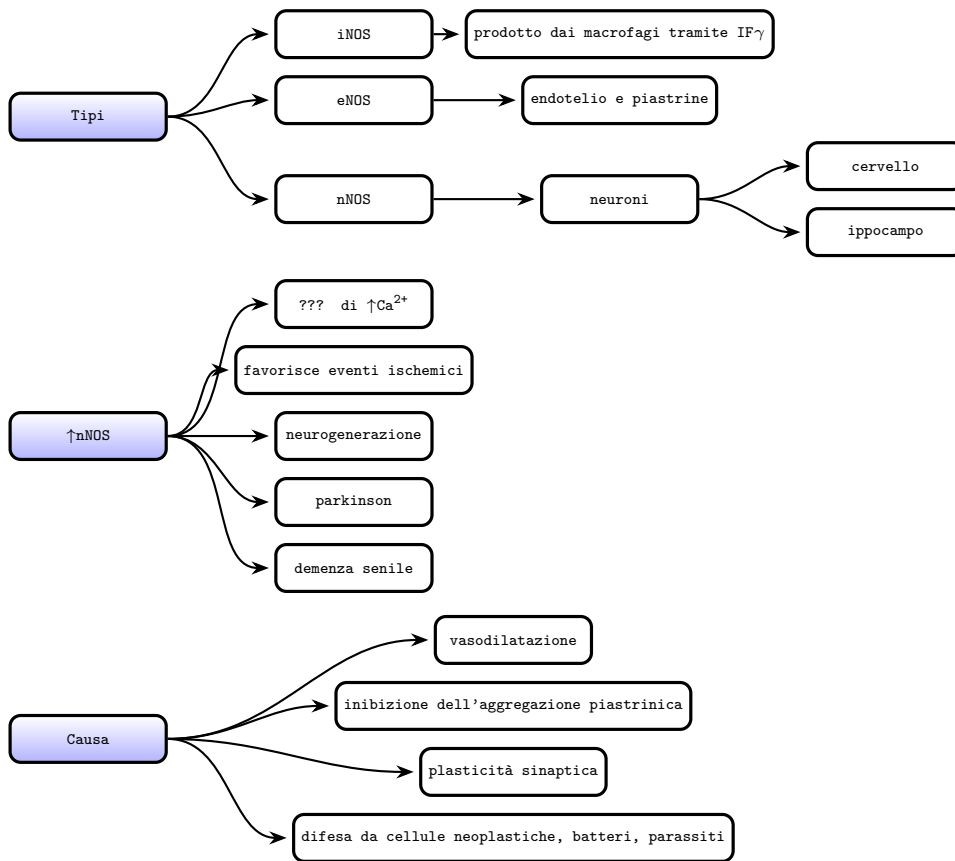 Tipi
iNOS
prodotto dai macrofagi tramite IFγ
eNOS
endotelio e piastrine
nNOS
neuroni
cervello
ippocampo
↑nNOS
??? di ↑Ca²⁺
favorisce eventi ischemici
neurogenerazione
parkinson
demenza senile
Causa
vasodilatazione
inibizione dell'aggregazione piastrinica
plasticità sinaptica
difesa da cellule neoplastiche, batteri, parassiti